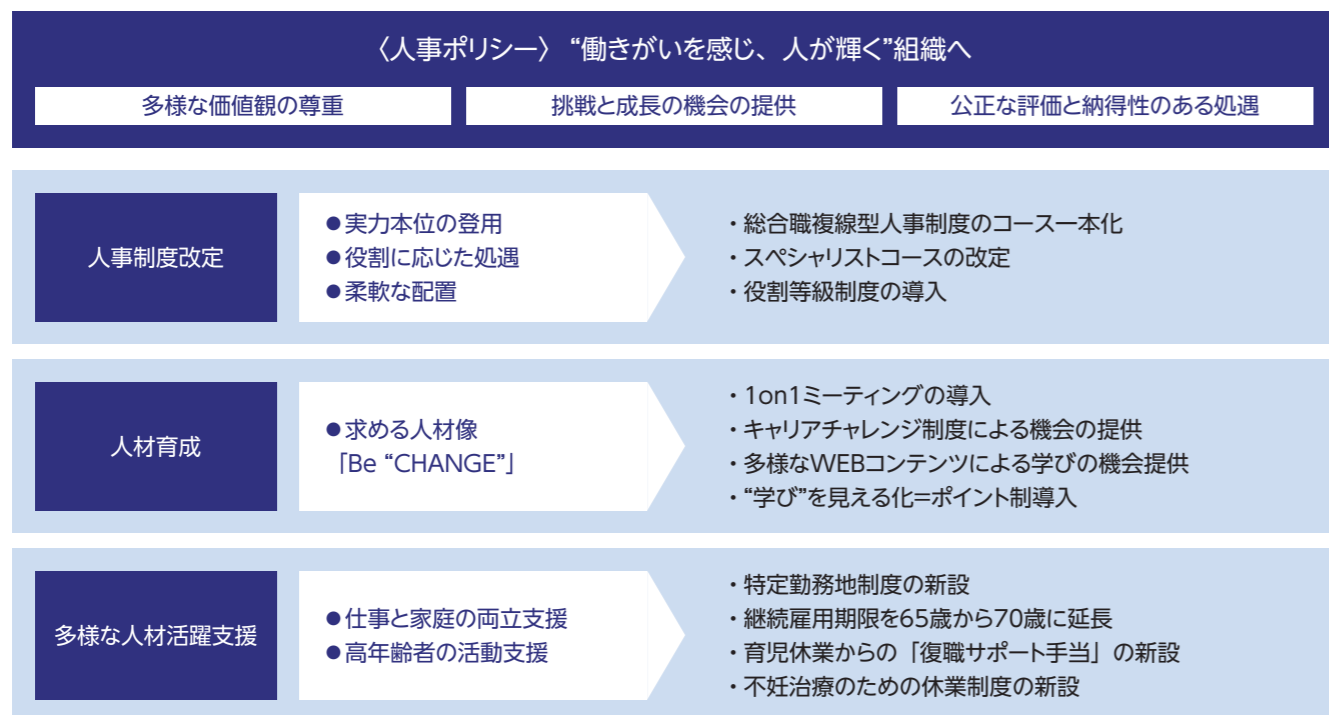 〈人事ポリシー〉 “働きがいを感じ、人が輝く”組織へ
多様な価値観の尊重
挑戦と成長の機会の提供
公正な評価と納得性のある処遇
人事制度改定
●実力本位の登用
●役割に応じた処遇
●柔軟な配置
・総合職複線型人事制度のコース一本化
・スペシャリストコースの改定
・役割等級制度の導入
人材育成
●求める人材像
「Be “CHANGE”」
・1on1ミーティングの導入
・キャリアチャレンジ制度による機会の提供
・多様なWEBコンテンツによる学びの機会提供
・“学び”を見える化=ポイント制導入
多様な人材活躍支援
●仕事と家庭の両立支援
●高年齢者の活動支援
・特定勤務地制度の新設
・継続雇用期限を65歳から70歳に延長
・育児休業からの「復職サポート手当」の新設
・不妊治療のための休業制度の新設